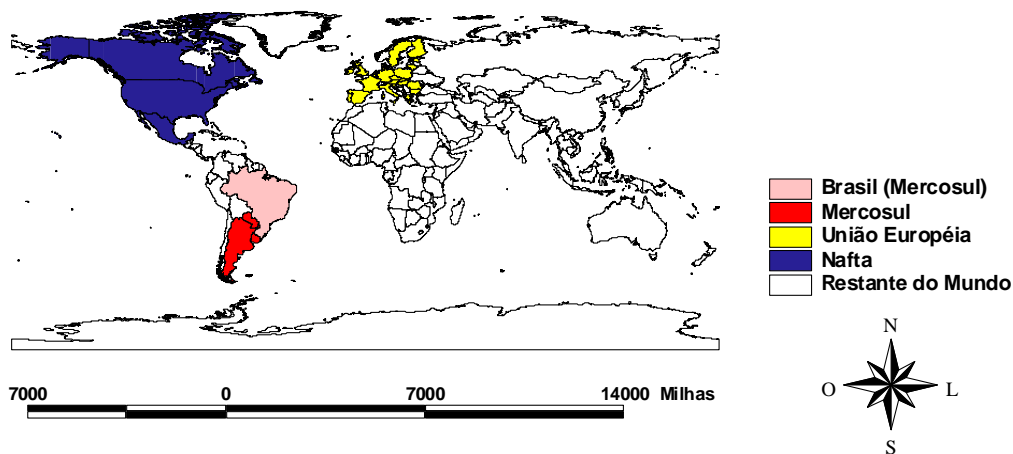 Brasil (Mercosul)
Mercosul
União Européia
Nafta
Restante do Mundo
N
O L
S
7000 0 7000 14000 Milhas